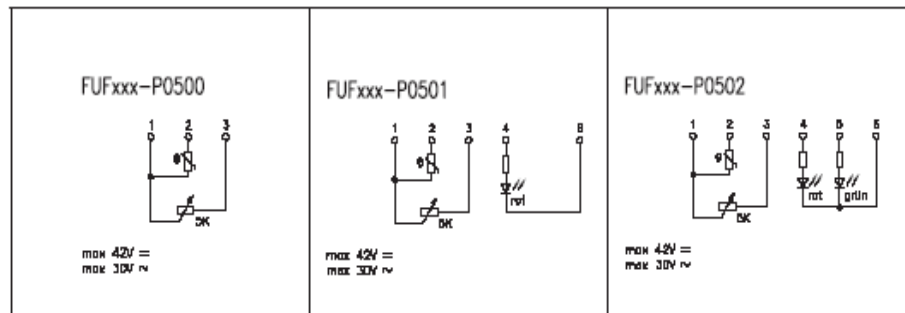 FUFxxx-P0500
1 2 3
ϑ
5K
max 42V =
max 30V ~
FUFxxx-P0501
1 2 3 4 6
ϑ
rot
5K
max 42V =
max 30V ~
FUFxxx-P0502
1 2 3 4 5 6
ϑ
rot grün
5K
max 42V =
max 30V ~